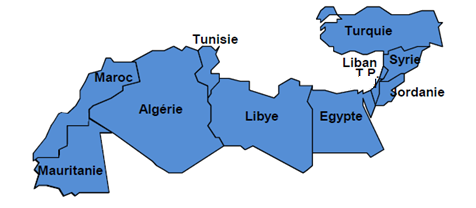 Tunisie
Turquie
Liban
Syrie
T P
Maroc
Jordanie
Algérie
Libye
Egypte
Mauritanie